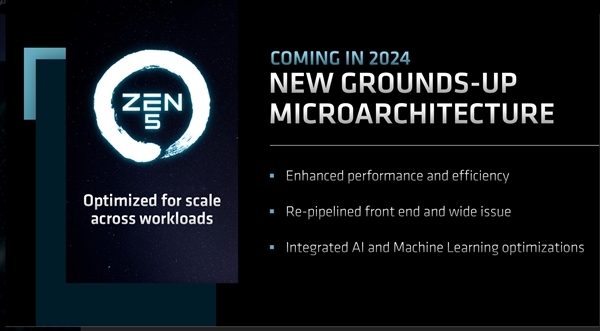 ZEN
5
Optimized for scale
across workloads
COMING IN 2024
NEW GROUNDS-UP
MICROARCHITECTURE
Enhanced performance and efficiency
Re-pipelined front end and wide issue
Integrated AI and Machine Learning optimizations